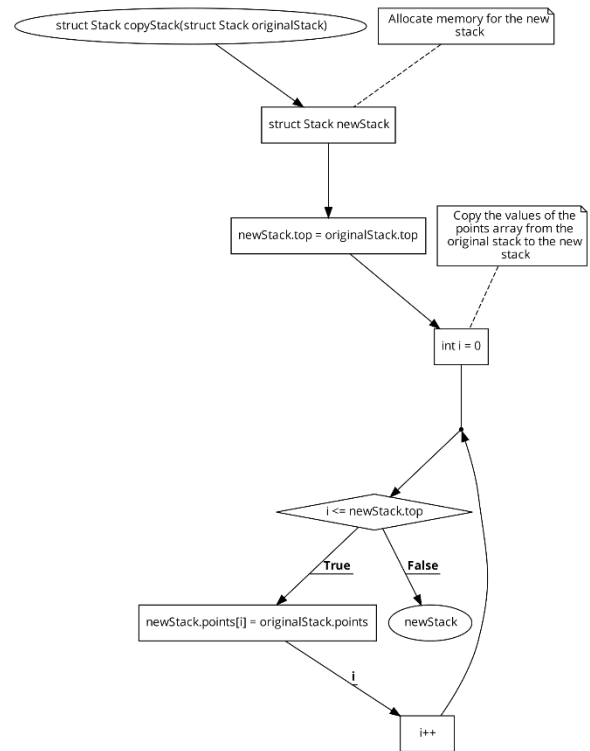 struct Stack copyStack(struct Stack originalStack)
Allocate memory for the new
stack
struct Stack newStack
newStack.top = originalStack.top
Copy the values of the
points array from the
original stack to the new
stack
int i = 0
i <= newStack.top
True
False
newStack.points[i] = originalStack.points
newStack
i
i++